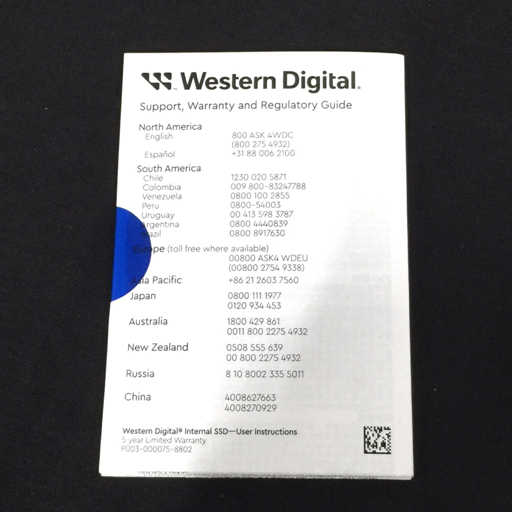 Western Digital.
Support, Warranty and Regulatory Guide
North America
English 800 ASK 4WDC
(800 275 4932)
Español +31 88 006 2100
South America
Chile 1230 020 5871
Colombia 009 800-83247788
Venezuela 0800 100 2855
Peru 0800-54003
Uruguay 00 413 598 3787
Argentina 0800 4440839
Brazil 0800 8917630
Europe (toll free where available)
00800 ASK4 WDEU
(00800 2754 9338)
Asia Pacific +86 21 2603 7560
Japan 0800 111 1977
0120 934 453
Australia 1800 429 861
0011 800 2275 4932
New Zealand 0508 555 639
00 800 2275 4932
Russia 8 10 8002 335 5011
China 4008627663
4008270929
Western Digital® Internal SSD—User Instructions
5-year Limited Warranty
P003-000075-8802